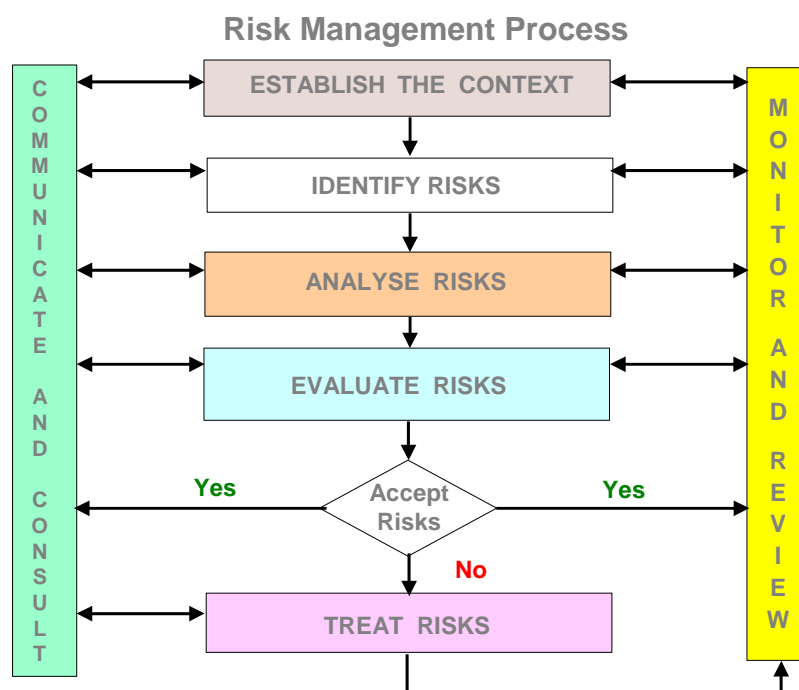 Risk Management Process
COMMUNICATE AND CONSULT
ESTABLISH THE CONTEXT
MONITOR AND REVIEW
IDENTIFY RISKS
ANALYSE RISKS
EVALUATE RISKS
Yes
Accept
Risks
Yes
No
TREAT RISKS